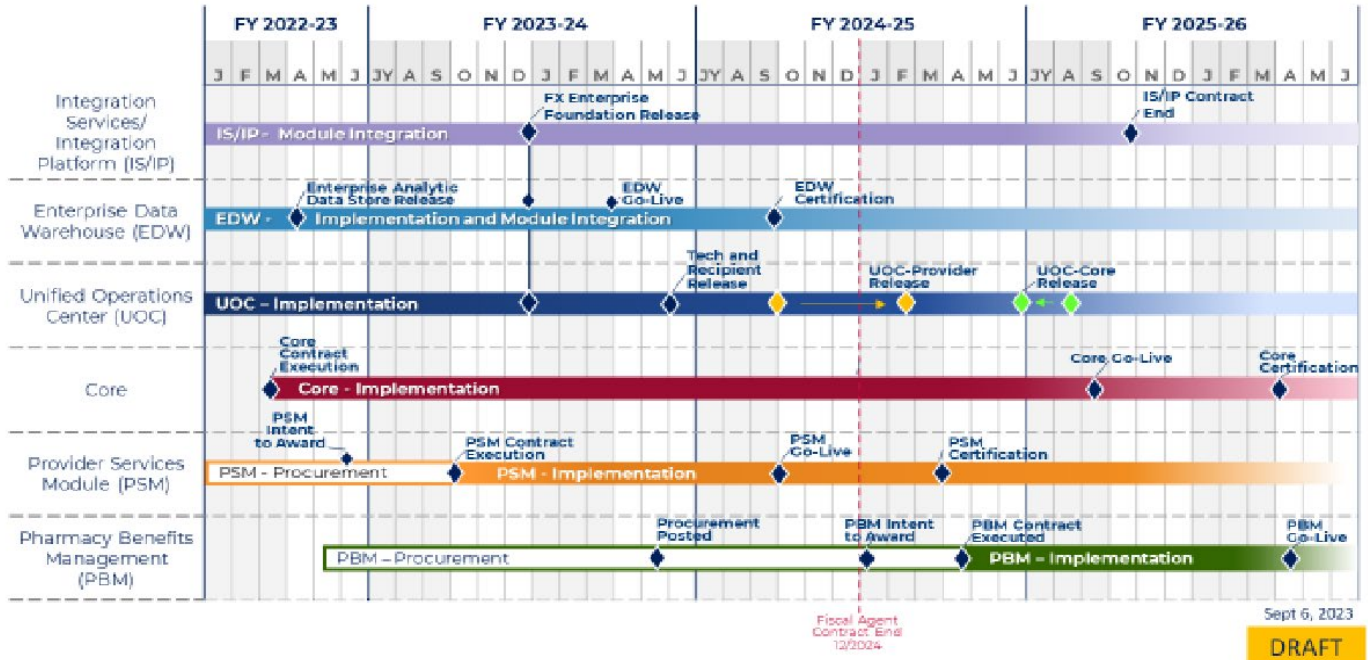 FY 2022-23 FY 2023-24 FY 2024-25 FY 2025-26
J F M A M J JY A S O N D J F M A M J JY A S O N D J F M A M J JY A S O N D J F M A M J
Integration
Services/
Integration
Platform (IS/IP)
IS/IP - Module Integration
FX Enterprise
Foundation Release
IS/IP Contract
End
Enterprise Data
Warehouse (EDW)
EDW - Implementation and Module Integration
Enterprise Analytic
Data Store Release
EDW
Go-Live
EDW
Certification
Unified Operations
Center (UOC)
UOC – Implementation
Tech and
Recipient
Release
UOC-Provider
Release
UOC-Core
Release
Core
Core
Contract
Execution
Core - Implementation
Core Go-Live
Core
Certification
Provider Services
Module (PSM)
PSM
Intent
to Award
PSM - Procurement
PSM Contract
Execution
PSM - Implementation
PSM
Go-Live
PSM
Certification
Pharmacy Benefits
Management
(PBM)
PBM – Procurement
Procurement
Posted
PBM Intent
to Award
PBM Contract
Executed
PBM – Implementation
PBM
Go-Live
Fiscal Agent
Contract End
12/2024
Sept 6, 2023
DRAFT